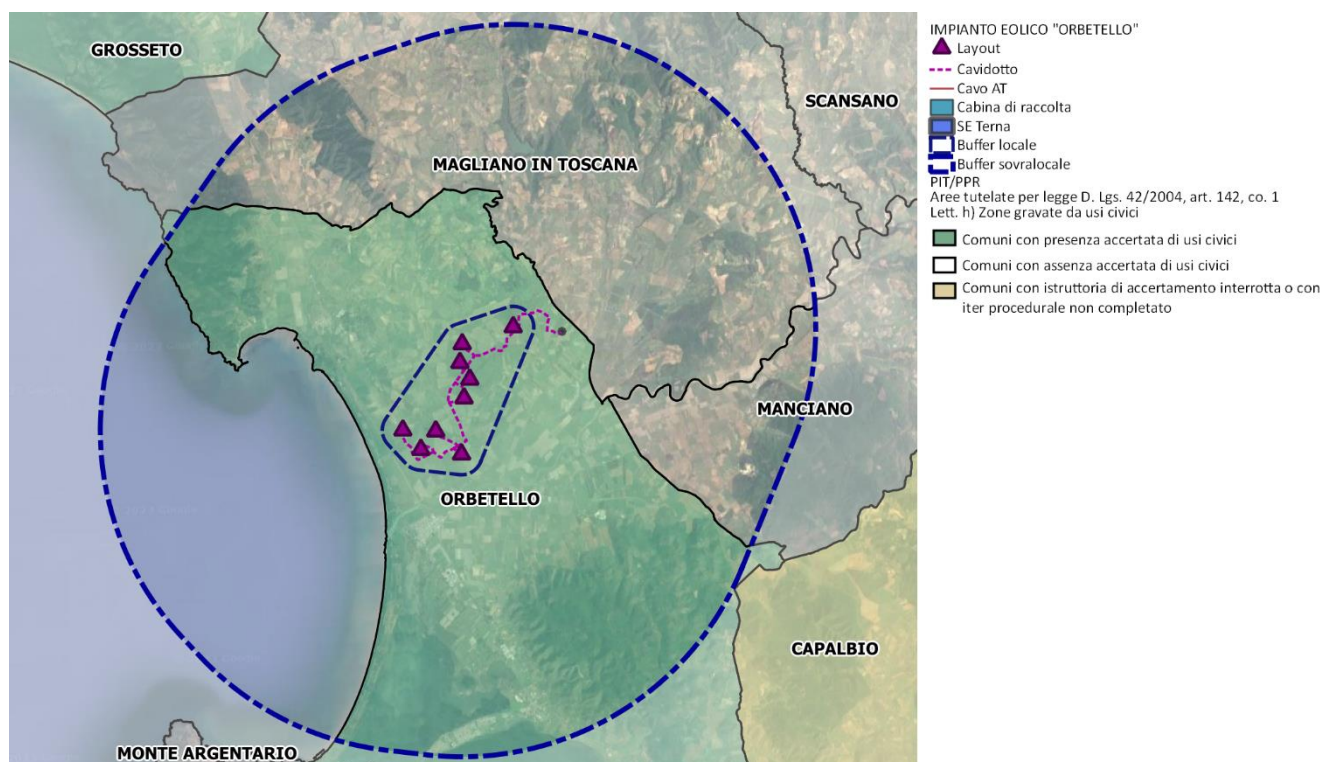 GROSSETO
SCANSANO
MAGLIANO IN TOSCANA
MANCIANO
ORBETELLO
CAPALBIO
MONTE ARGENTARIO
IMPIANTO EOLICO "ORBETELLO"
Layout
Cavidotto
Cavo AT
Cabina di raccolta
SE Terna
Buffer locale
Buffer sovralocale
PIT/PPR
Aree tutelate per legge D. Lgs. 42/2004, art. 142, co. 1
Lett. h) Zone gravate da usi civici
Comuni con presenza accertata di usi civici
Comuni con assenza accertata di usi civici
Comuni con istruttoria di accertamento interrotta o con
iter procedurale non completato